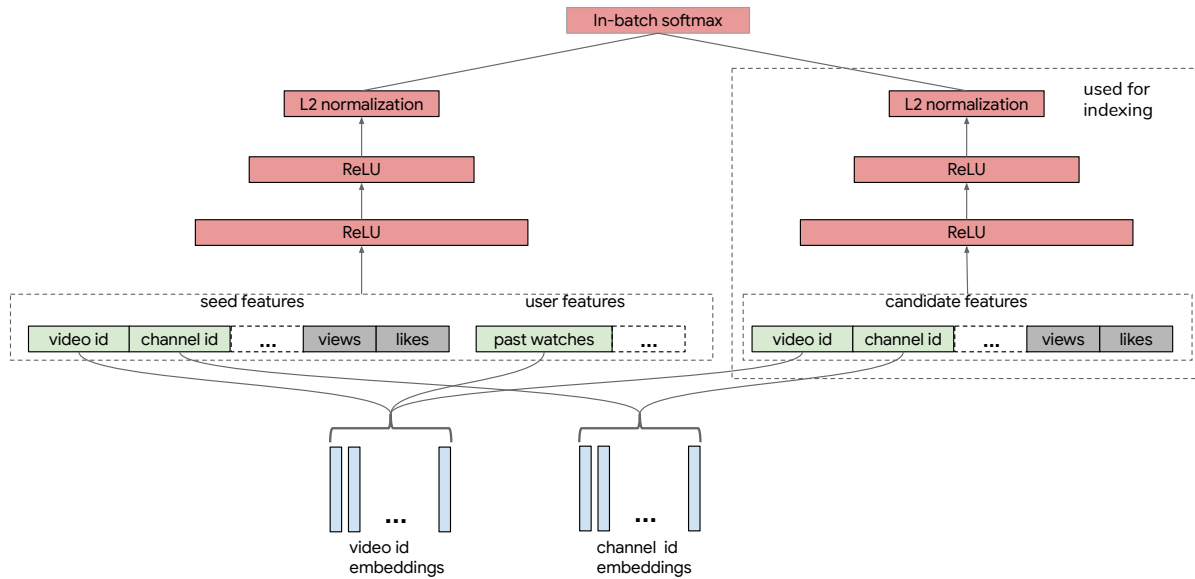 In-batch softmax
L2 normalization
L2 normalization
used for
indexing
ReLU
ReLU
ReLU
ReLU
seed features
user features
candidate features
video id
channel id
...
views
likes
past watches
...
video id
channel id
...
views
likes
...
...
video id
embeddings
channel id
embeddings